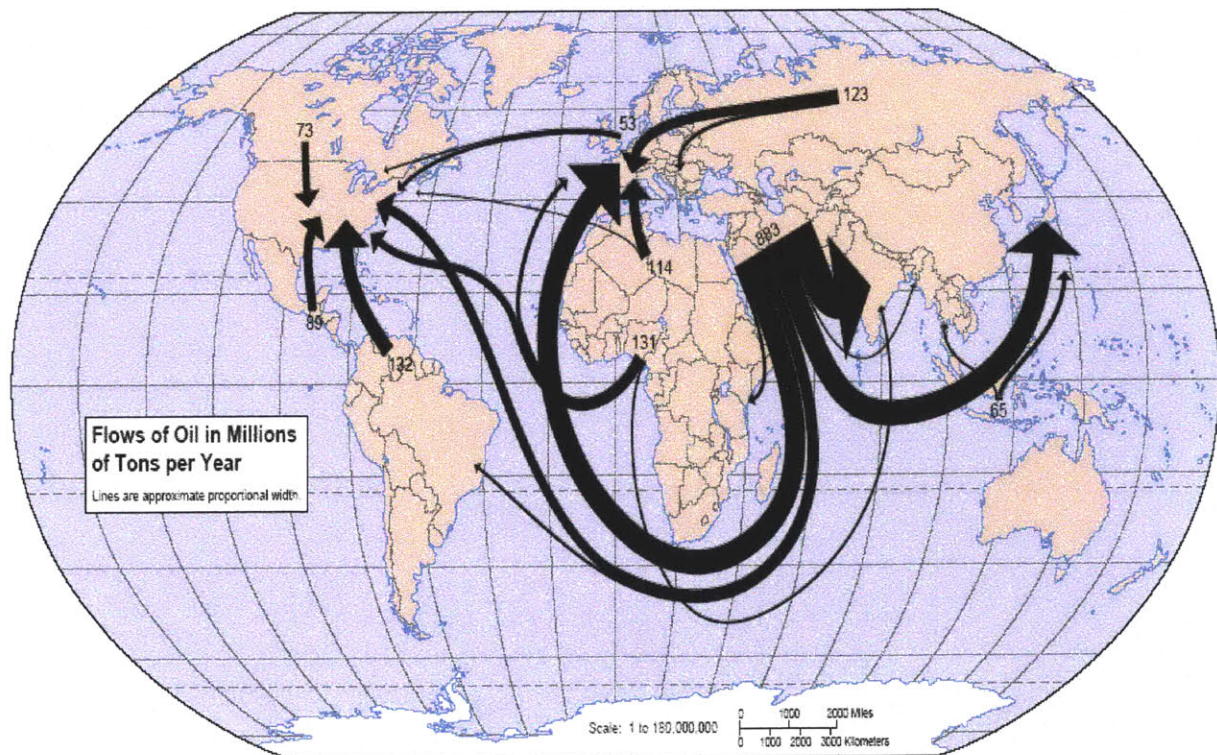 123
53
73
883
114
89
131
132
65
Flows of Oil in Millions
of Tons per Year
Lines are approximate proportional width.
Scale: 1 to 180,000,000
0 1000 2000 Miles
0 1000 2000 3000 Kilometers